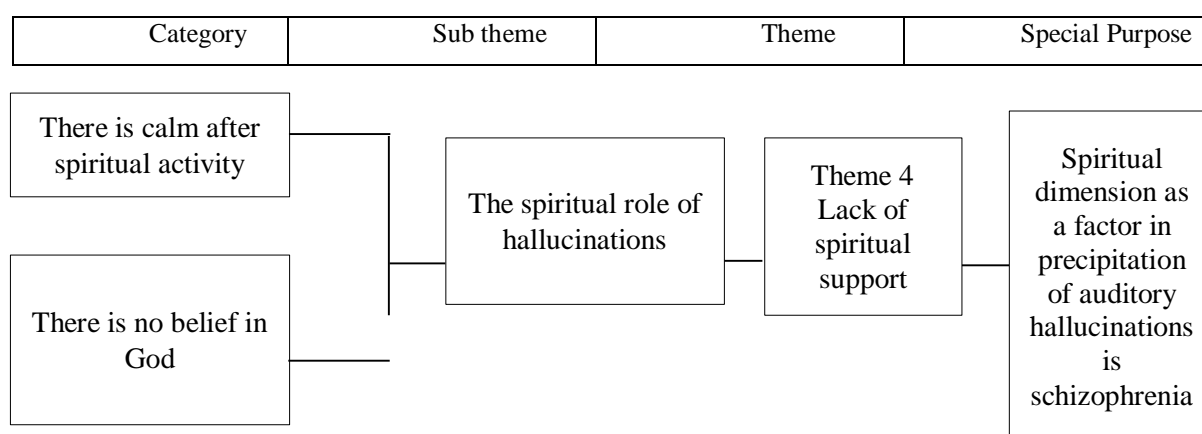 Category Sub theme Theme Special Purpose
There is calm after
spiritual activity
There is no belief in
God
The spiritual role of
hallucinations
Theme 4
Lack of
spiritual
support
Spiritual
dimension as
a factor in
precipitation
of auditory
hallucinations
is
schizophrenia